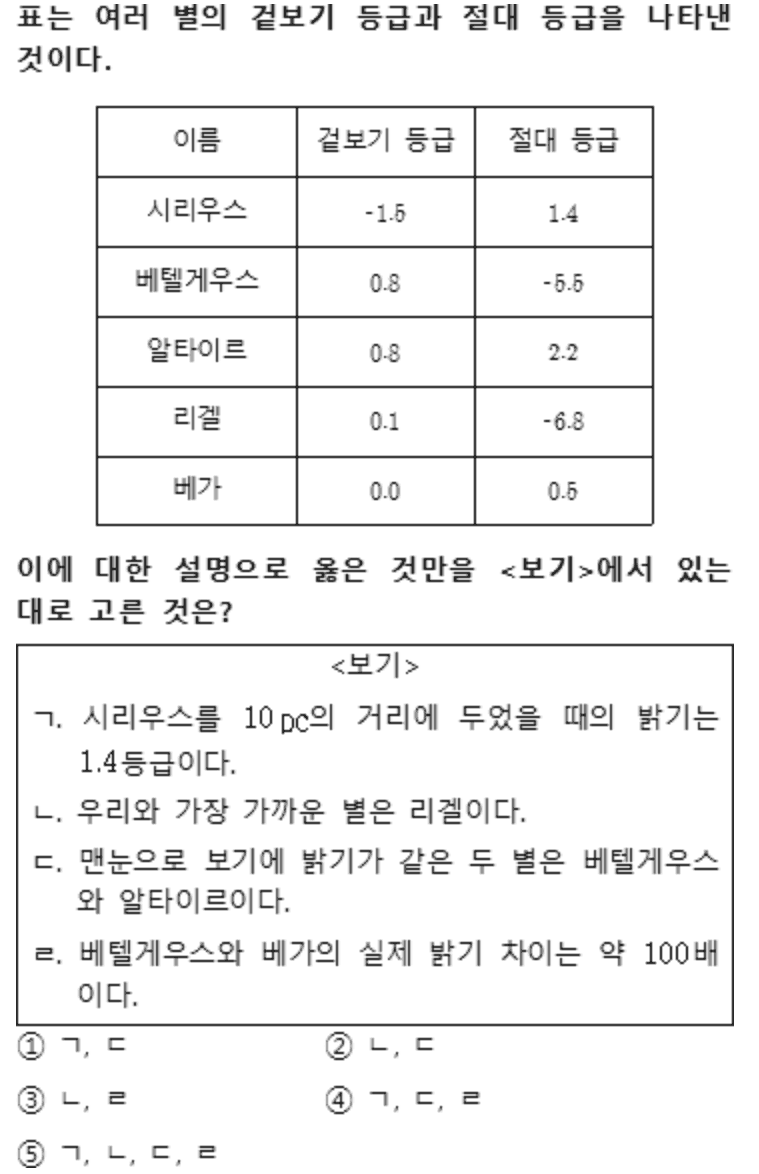 표는 여러 별의 겉보기 등급과 절대 등급을 나타낸
것이다.
이름 겉보기 등급 절대 등급
시리우스 -1.5 1.4
베텔게우스 0.8 -5.5
알타이르 0.8 2.2
리겔 0.1 -6.8
베가 0.0 0.5
이에 대한 설명으로 옳은 것만을 <보기>에서 있는
대로 고른 것은?
<보기>
ㄱ. 시리우스를 10 pc의 거리에 두었을 때의 밝기는
1.4등급이다.
ㄴ. 우리와 가장 가까운 별은 리겔이다.
ㄷ. 맨눈으로 보기에 밝기가 같은 두 별은 베텔게우스
와 알타이르이다.
ㄹ. 베텔게우스와 베가의 실제 밝기 차이는 약 100배
이다.
① ㄱ, ㄷ ② ㄴ, ㄷ
③ ㄴ, ㄹ ④ ㄱ, ㄷ, ㄹ
⑤ ㄱ, ㄴ, ㄷ, ㄹ